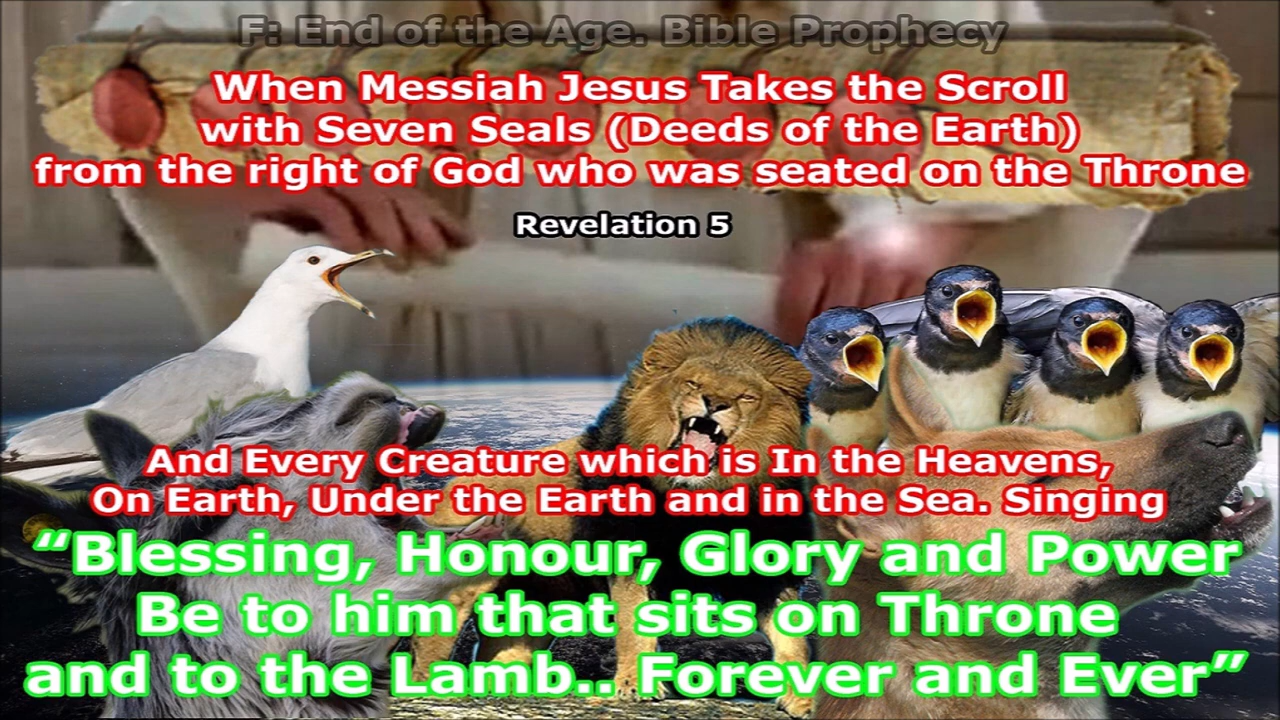 F: End of the Age. Bible Prophecy
When Messiah Jesus Takes the Scroll
with Seven Seals (Deeds of the Earth)
from the right of God who was seated on the Throne
Revelation 5
And Every Creature which is In the Heavens,
On Earth, Under the Earth and in the Sea. Singing
“Blessing, Honour, Glory and Power
Be to him that sits on Throne
and to the Lamb.. Forever and Ever”